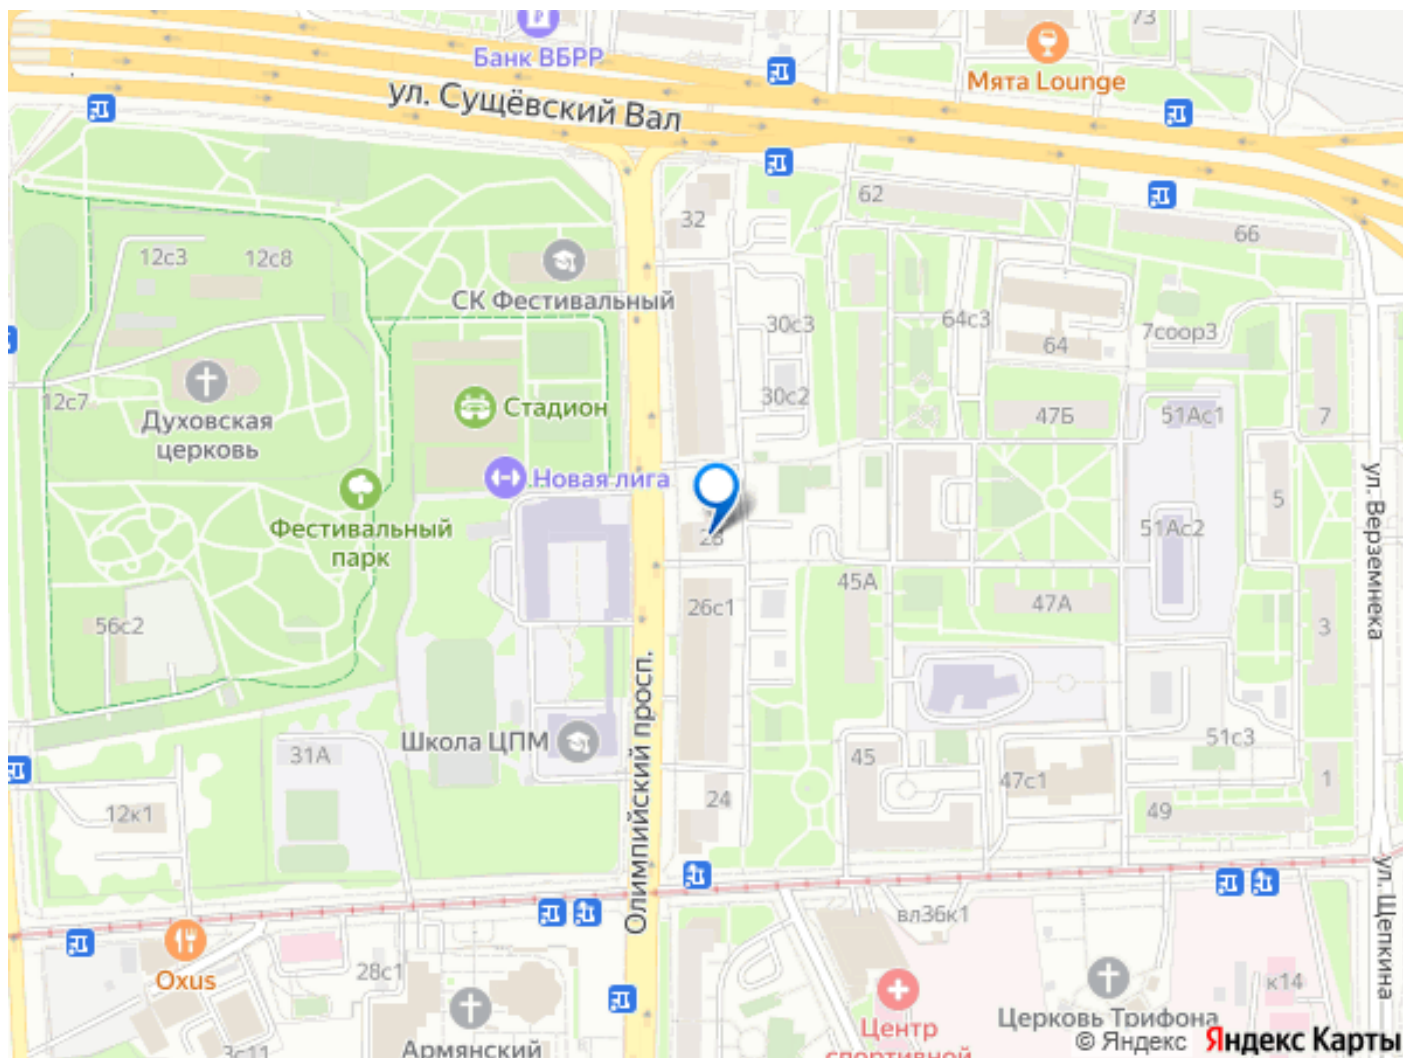 73
Банк ВБРР
Мята Lounge
ул. Сущёвский Вал
62
32
66
12с3
12с8
СК Фестивальный
30с3
64с3
7соор3
64
12с7
30с2
Стадион
47Б
51Ас1
7
Духовская
церковь
Новая лига
Фестивальный
парк
28
51Ас2
5
ул. Верземнека
45А
47А
26с1
56с2
3
Олимпийский просп.
Школа ЦПМ
31А
45
47с1
51с3
1
24
12к1
49
ул. Щепкина
вл36к1
Oxus
28с1
к14
Церковь Трифона
Центр
спортивной
Армянский
3с11
© Яндекс Яндекс Карты